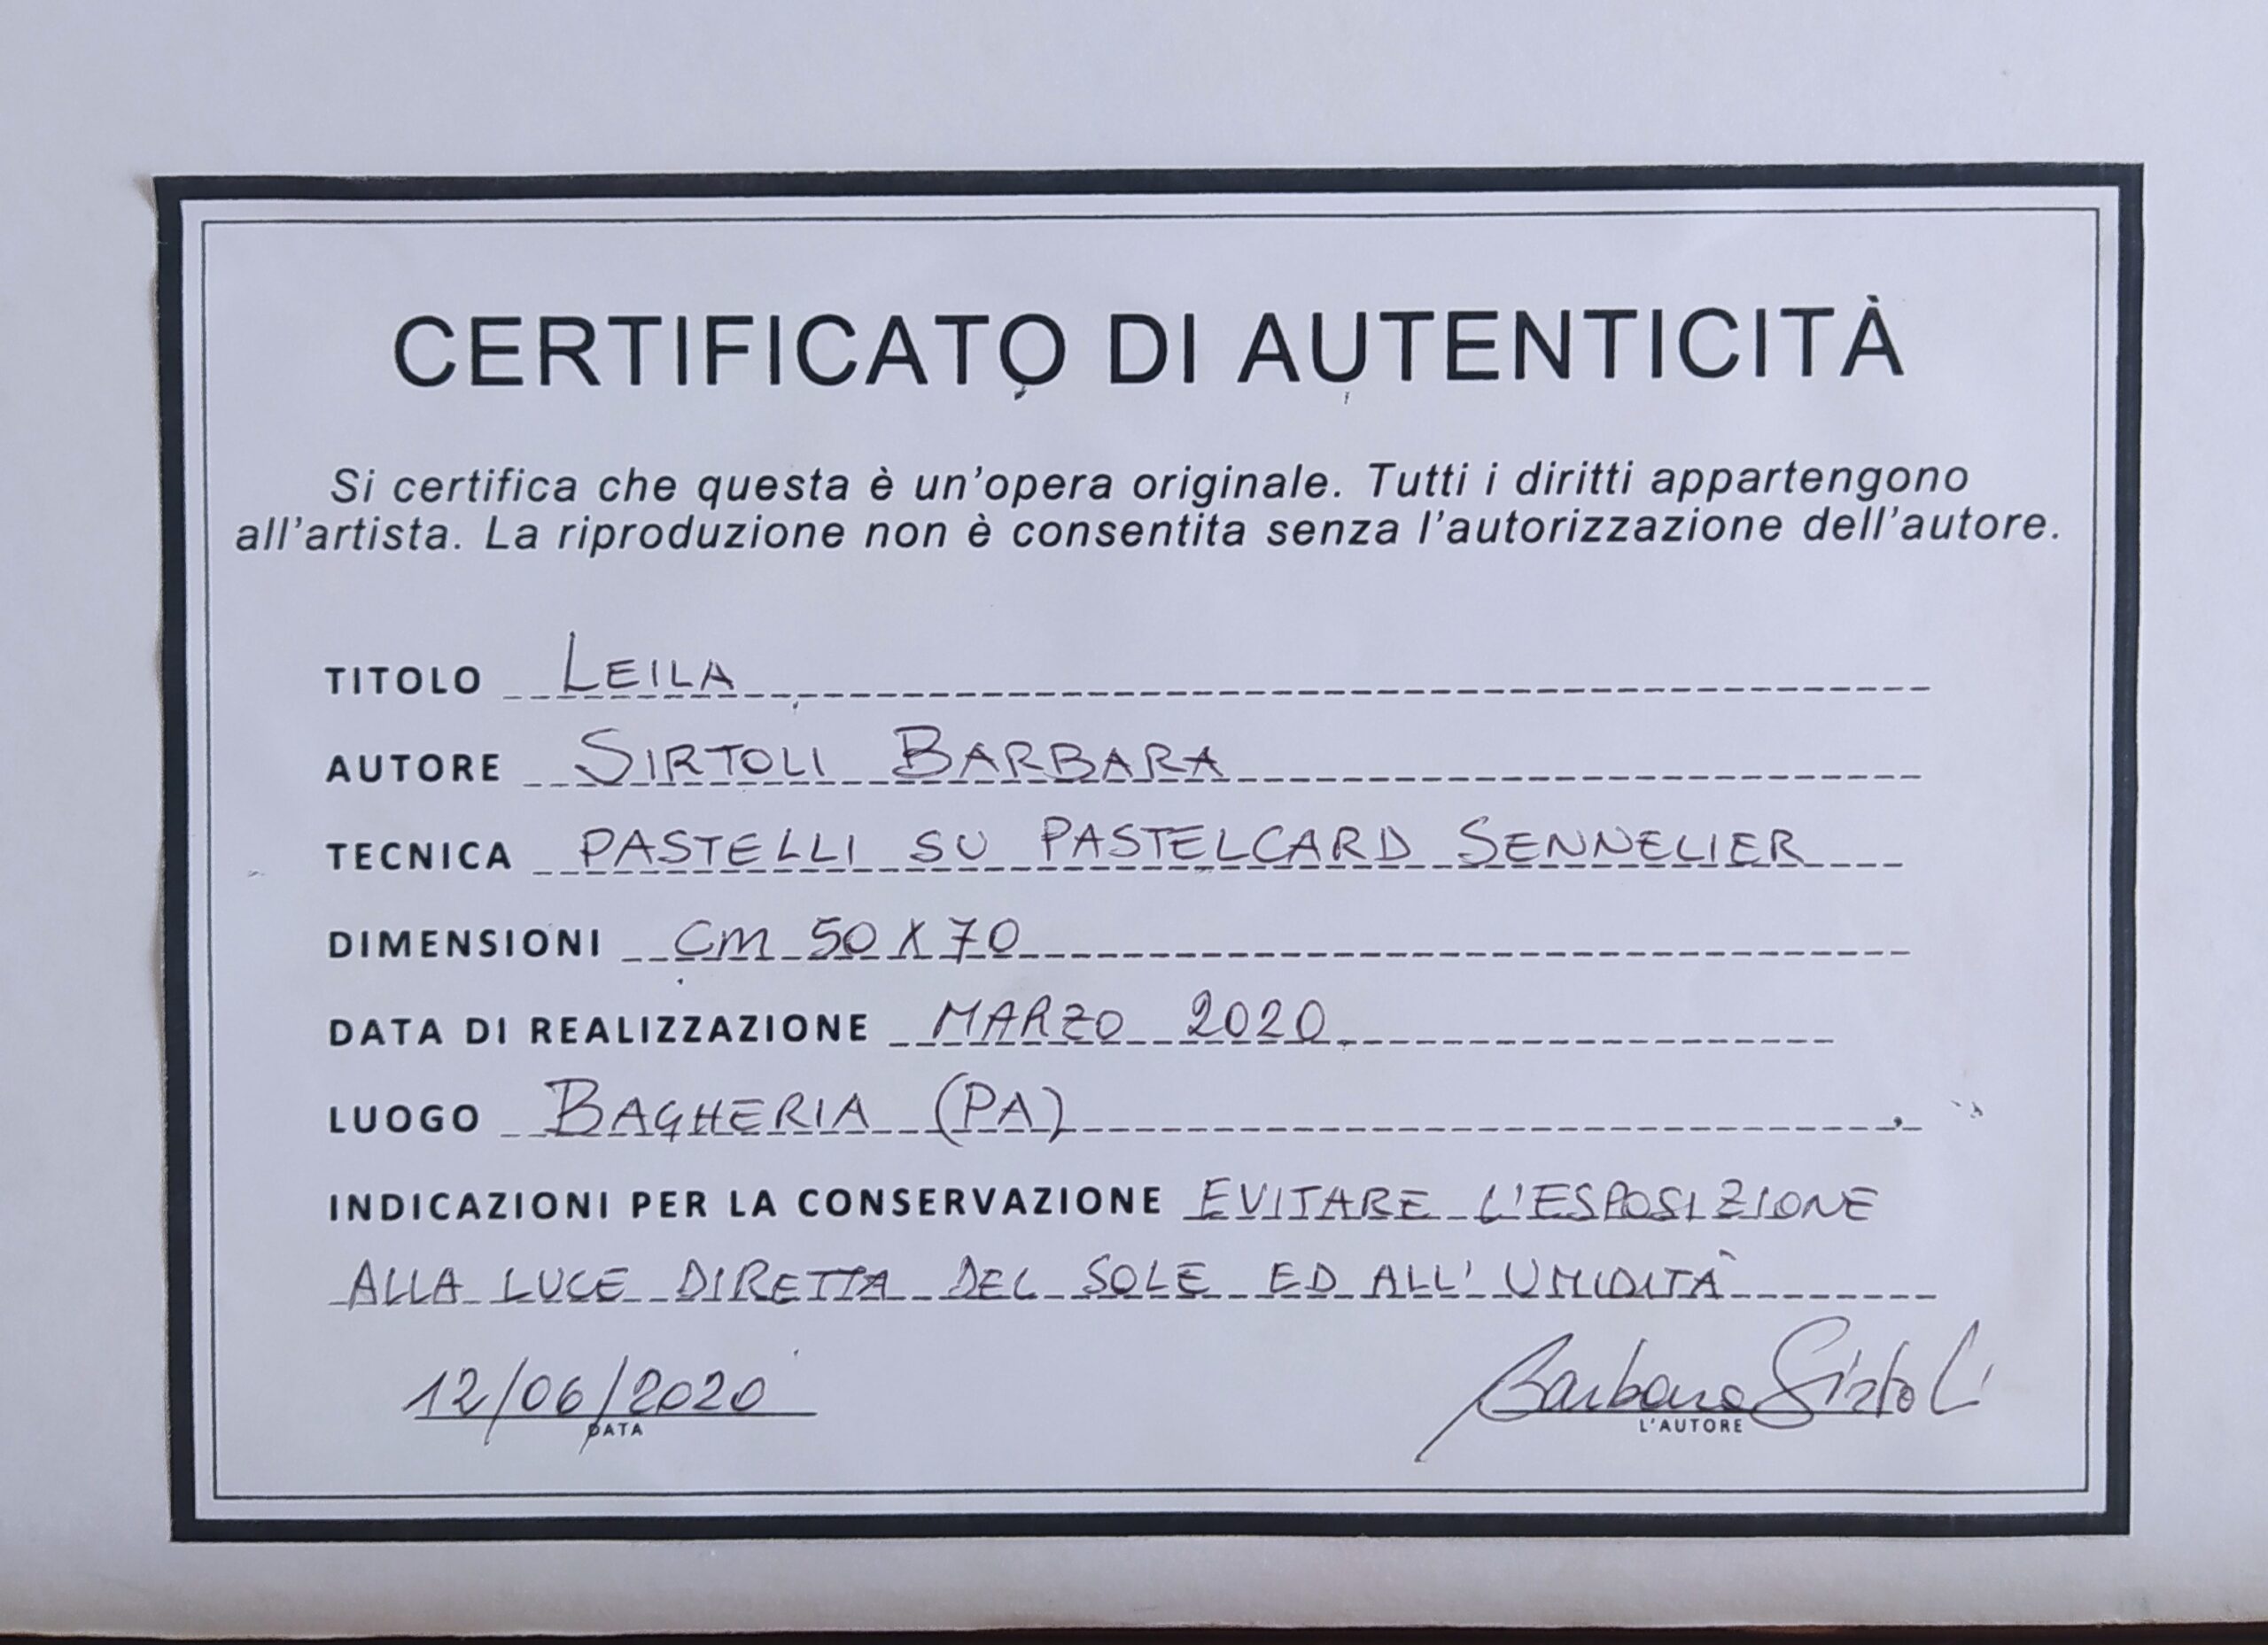 CERTIFICATO DI AUTENTICITÀ
Si certifica che questa è un'opera originale. Tutti i diritti appartengono
all'artista. La riproduzione non è consentita senza l'autorizzazione dell'autore.
TITOLO LEILA
AUTORE SIRTOLI BARBARA
TECNICA PASTELLI SU PASTELCARD SENNELIER
DIMENSIONI CM 50 X 70
DATA DI REALIZZAZIONE MARZO 2020
LUOGO BAGHERIA (PA)
INDICAZIONI PER LA CONSERVAZIONE EVITARE L'ESPOSIZIONE
ALLA LUCE DIRETTA DEL SOLE ED ALL'UMIDITÀ
12/06/2020 Barbara Sirtoli
DATA L'AUTORE